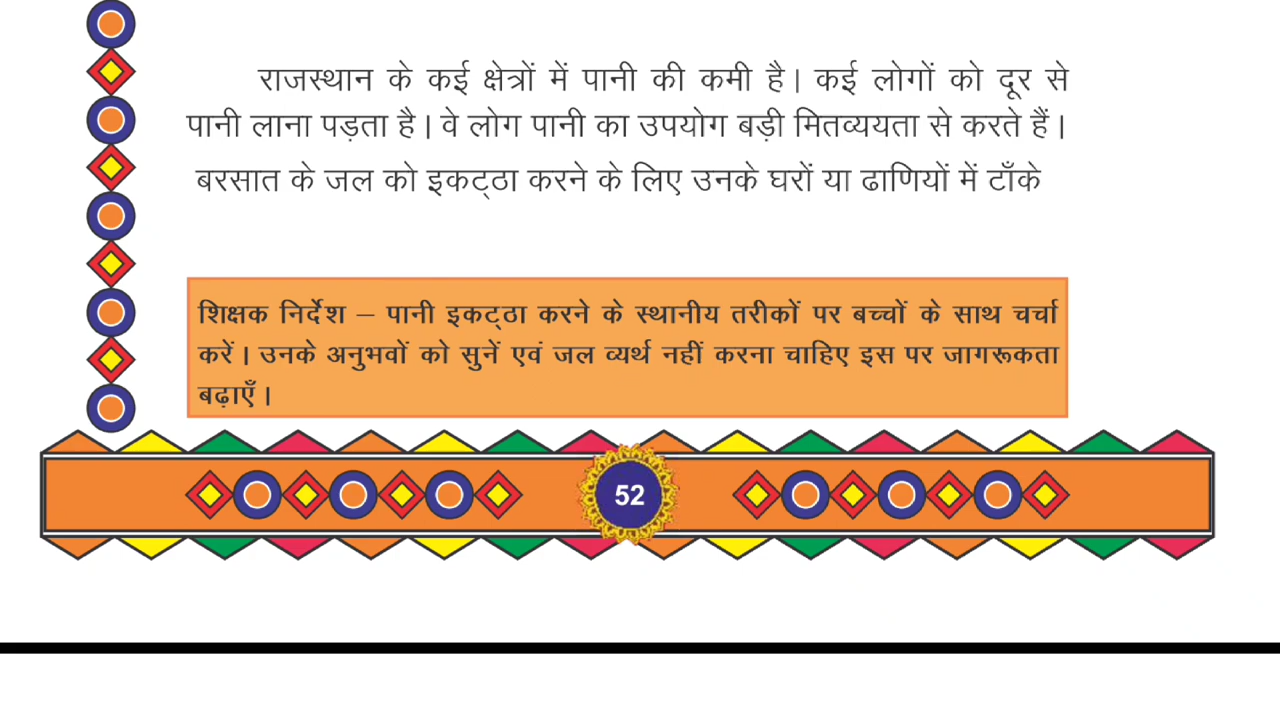 राजस्थान के कई क्षेत्रों में पानी की कमी है। कई लोगों को दूर से
पानी लाना पड़ता है। वे लोग पानी का उपयोग बड़ी मितव्ययता से करते हैं।
बरसात के जल को इकट्ठा करने के लिए उनके घरों या ढाणियों में टाँके
शिक्षक निर्देश – पानी इकट्ठा करने के स्थानीय तरीकों पर बच्चों के साथ चर्चा
करें। उनके अनुभवों को सुनें एवं जल व्यर्थ नहीं करना चाहिए इस पर जागरूकता
बढ़ाएँ।
52